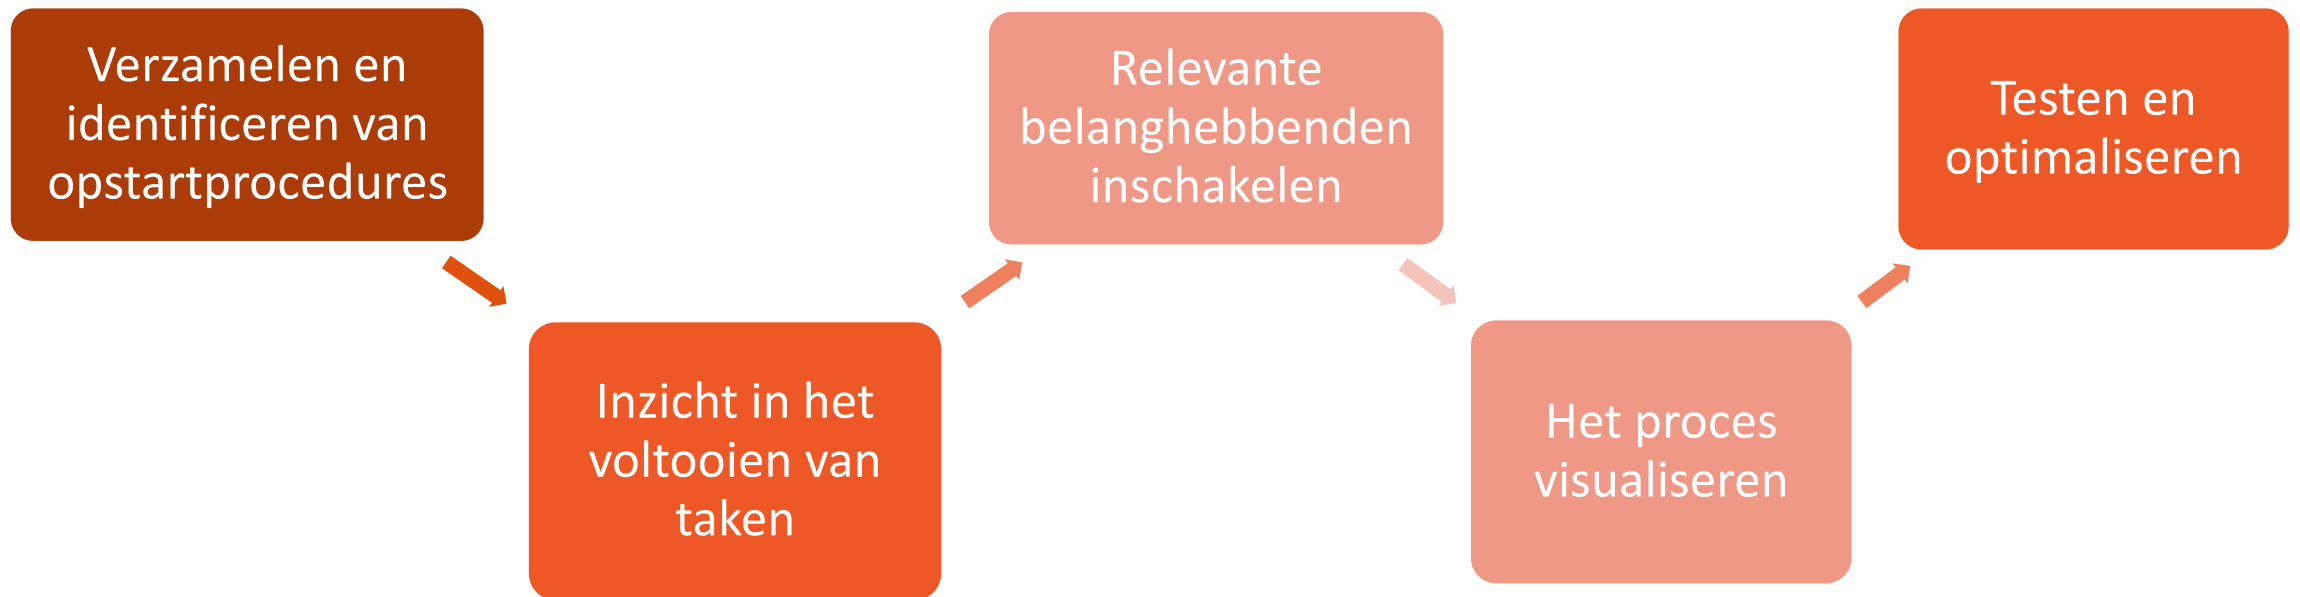 Verzamelen en
identificeren van
opstartprocedures
Inzicht in het
voltooien van
taken
Relevante
belanghebbenden
inschakelen
Het proces
visualiseren
Testen en
optimaliseren